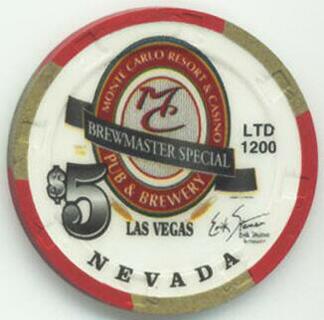 MONTE CARLO RESORT & CASINO
MC
BREWMASTER SPECIAL
PUB & BREWERY
LTD
1200
$5
LAS VEGAS
NEVADA